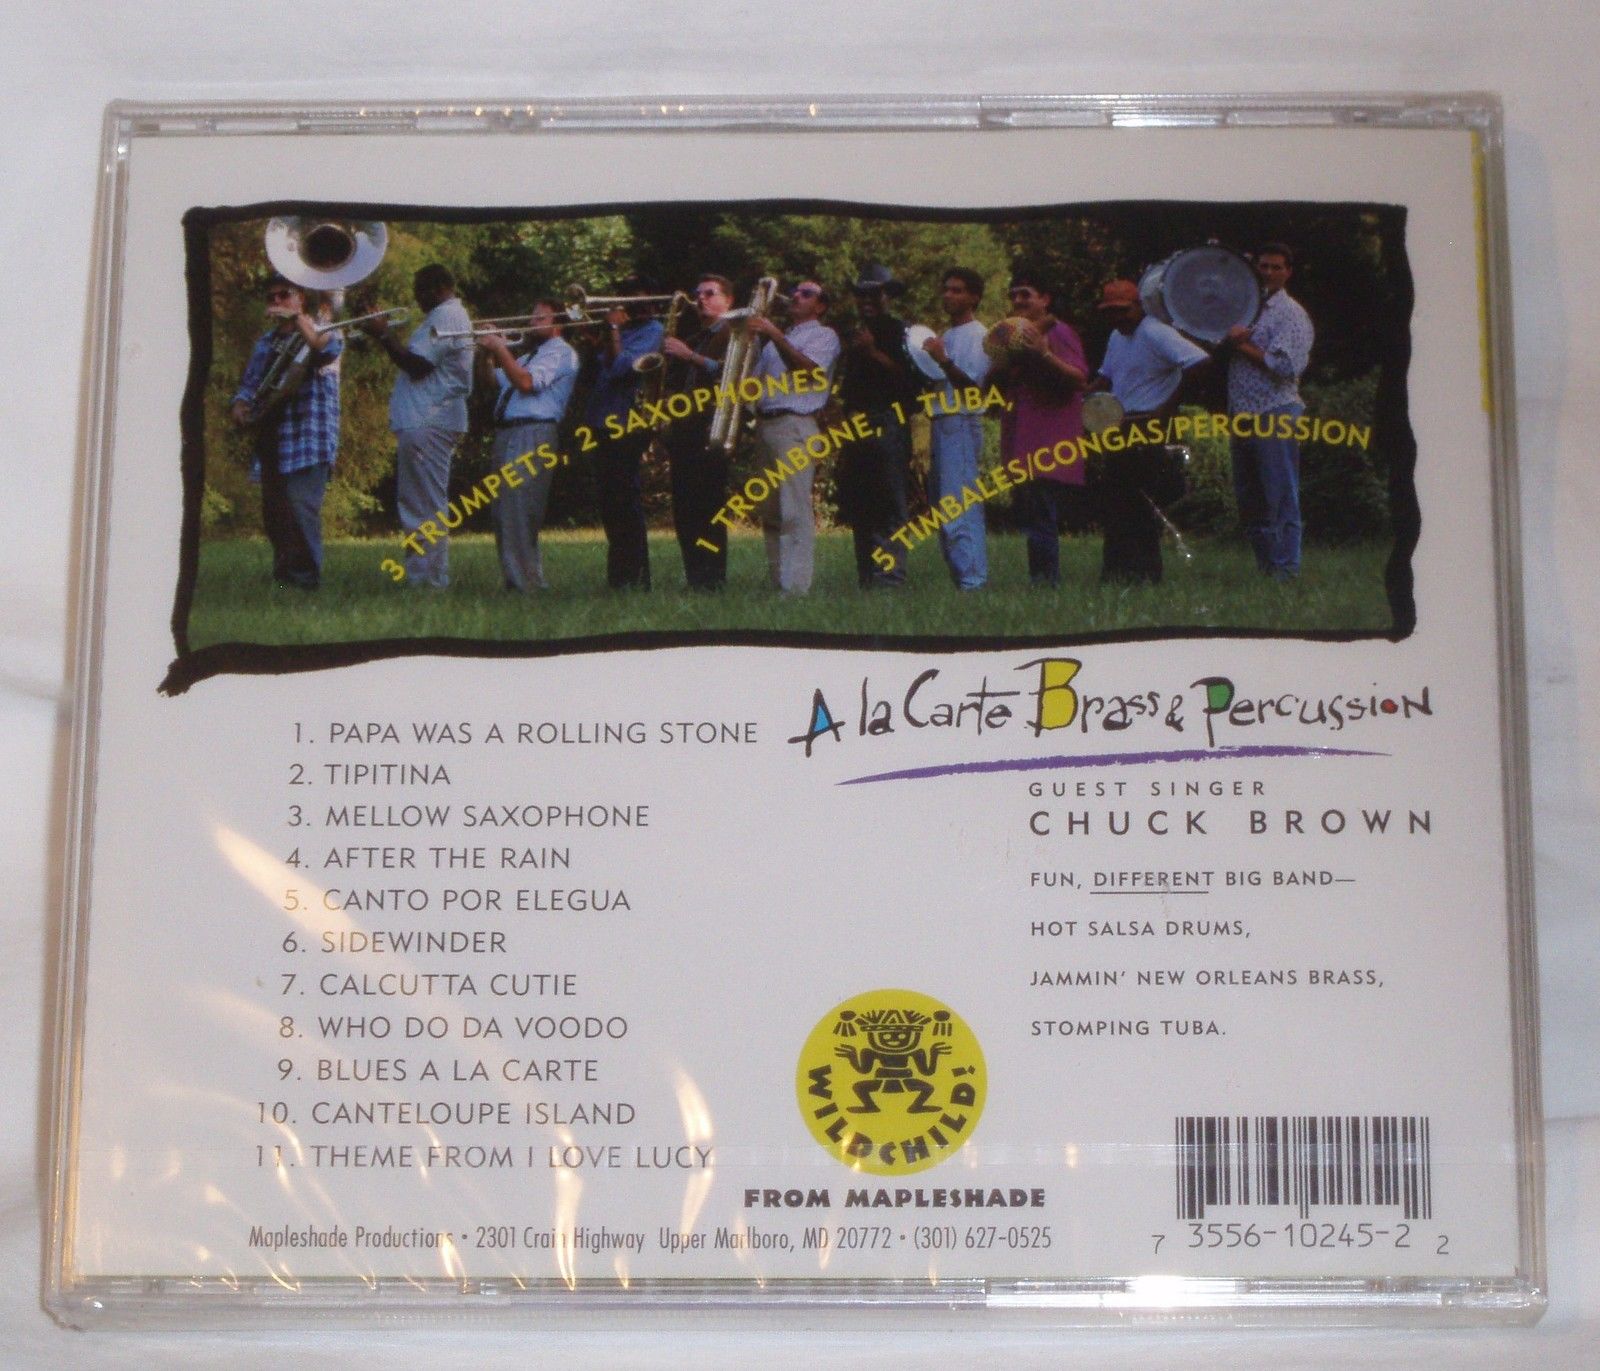 3 TRUMPETS, 2 SAXOPHONES,
1 TROMBONE, 1 TUBA,
5 TIMBALES/CONGAS/PERCUSSION
A la Carte Brass & Percussion
GUEST SINGER
CHUCK BROWN
FUN, DIFFERENT BIG BAND—
HOT SALSA DRUMS,
JAMMIN' NEW ORLEANS BRASS,
STOMPING TUBA.
1. PAPA WAS A ROLLING STONE
2. TIPITINA
3. MELLOW SAXOPHONE
4. AFTER THE RAIN
5. CANTO POR ELEGUA
6. SIDEWINDER
7. CALCUTTA CUTIE
8. WHO DO DA VOODO
9. BLUES A LA CARTE
10. CANTELOUPE ISLAND
11. THEME FROM I LOVE LUCY
WILDCHILD!
FROM MAPLESHADE
Mapleshade Productions • 2301 Crain Highway Upper Marlboro, MD 20772 • (301) 627-0525
7 35561-10245-2 2